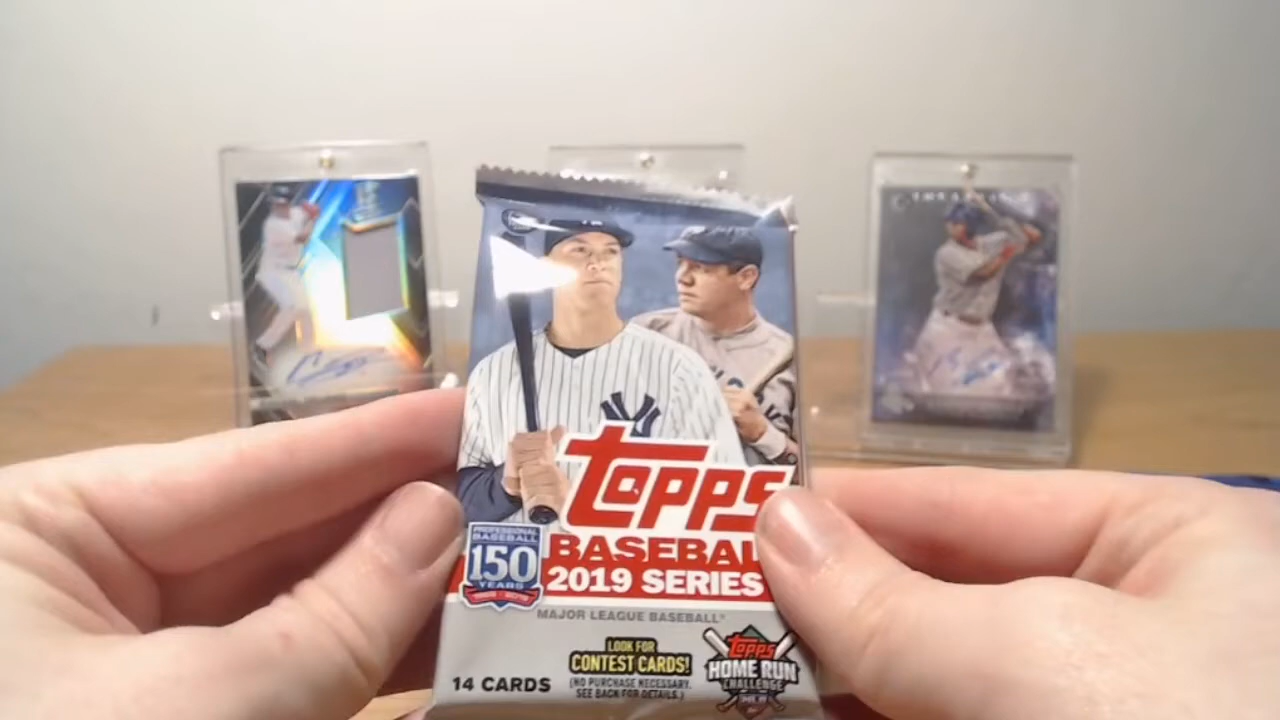 Topps
BASEBAL
2019 SERIES
PROFESSIONAL
BASEBALL
150
YEARS
MAJOR LEAGUE BASEBALL
LOOK FOR
CONTEST CARDS!
(NO PURCHASE NECESSARY.
SEE BACK FOR DETAILS.)
14 CARDS
Topps
HOME RUN
CHALLENGE